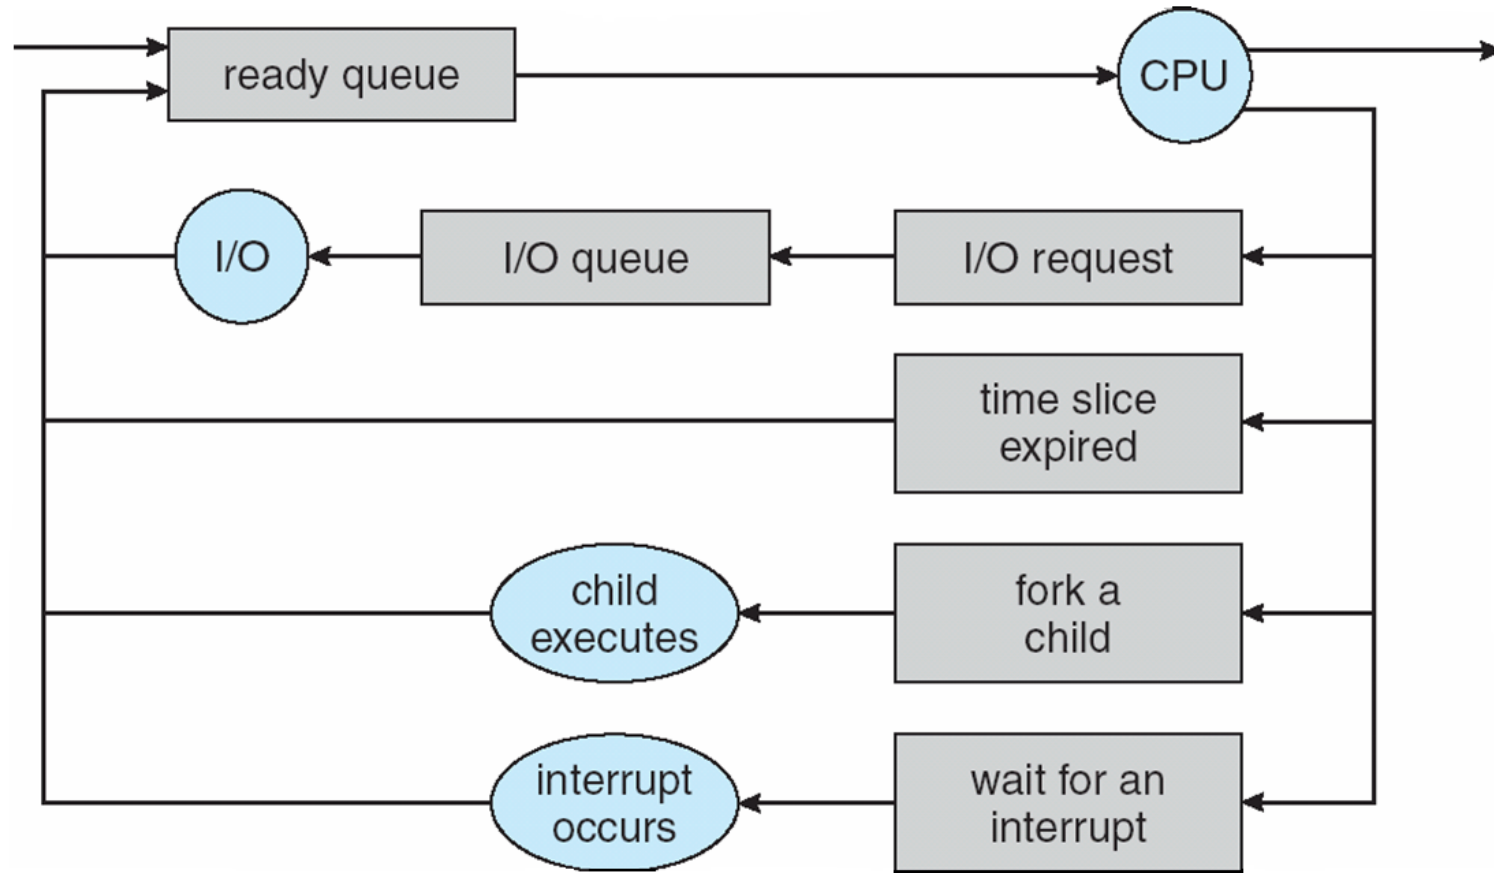 ready queue
CPU
I/O
I/O queue
I/O request
time slice
expired
child
executes
fork a
child
interrupt
occurs
wait for an
interrupt